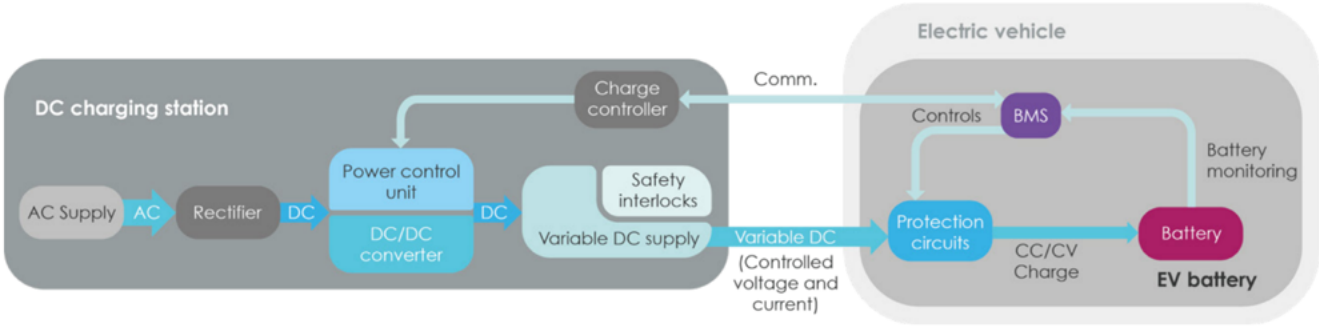 Electric vehicle
DC charging station
Charge
controller
Comm.
BMS
Controls
Battery
monitoring
AC Supply
AC
Rectifier
DC
Power control
unit
DC/DC
converter
DC
Safety
interlocks
Variable DC supply
Variable DC
(Controlled
voltage and
current)
Protection
circuits
CC/CV
Charge
Battery
EV battery